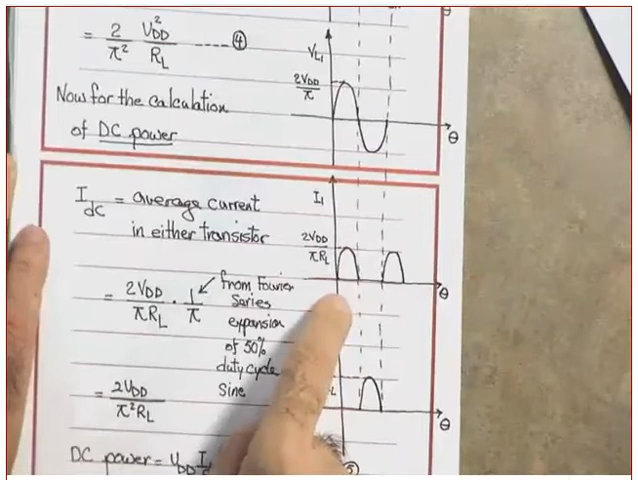 = 2/π² V²DD/RL ----- ④
VL1
2VDD/π
θ
Now for the calculation
of DC power
Idc = average current
in either transistor
I1
2VDD/πRL
θ
= 2VDD/πRL · 1/π
from Fourier
Series
expansion
of 50%
duty cycle
Sine
= 2VDD/π²RL
θ
DC power = VDD I